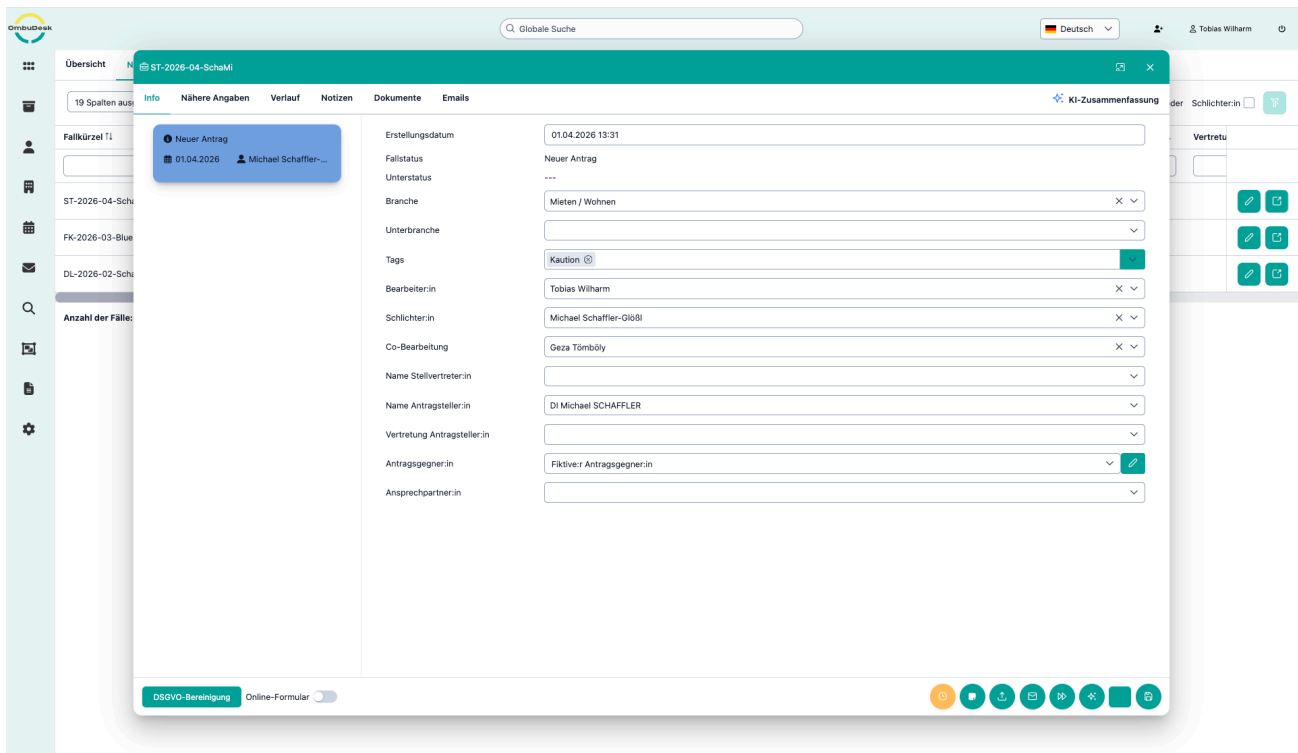 OmbuDesk
Globale Suche
Deutsch
Tobias Wilharm
Übersicht
N
ST-2026-04-SchaMi
19 Spalten aus
Info Nähere Angaben Verlauf Notizen Dokumente Emails
KI-Zusammenfassung
der Schlichter:in
Fallkürzel
Vertretu
ST-2026-04-Scha
FK-2026-03-Blue
DL-2026-02-Scha
Anzahl der Fälle:
Neuer Antrag
01.04.2026 Michael Schaffler-...
Erstellungsdatum 01.04.2026 13:31
Fallstatus Neuer Antrag
Unterstatus ---
Branche Mieten / Wohnen
Unterbranche
Tags Kaution
Bearbeiter:in Tobias Wilharm
Schlichter:in Michael Schaffler-Glößl
Co-Bearbeitung Geza Tömböly
Name Stellvertreter:in
Name Antragsteller:in DI Michael SCHAFFLER
Vertretung Antragsteller:in
Antragsgegner:in Fiktive:r Antragsgegner:in
Ansprechpartner:in
DSGVO-Bereinigung Online-Formular